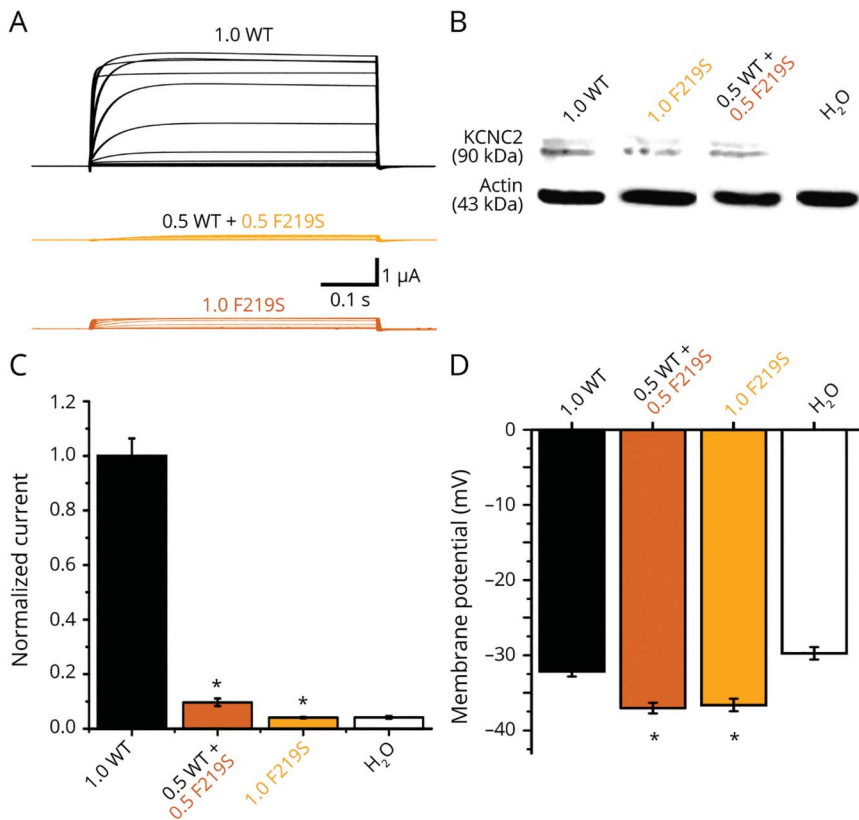 A
1.0 WT
0.5 WT + 0.5 F219S
1 µA
0.1 s
1.0 F219S
B
1.0 WT
1.0 F219S
0.5 WT +
0.5 F219S
H₂O
KCNC2
(90 kDa)
Actin
(43 kDa)
C
Normalized current
1.2
1.0
0.8
0.6
0.4
0.2
0.0
*
*
1.0 WT
0.5 WT +
0.5 F219S
1.0 F219S
H₂O
D
1.0 WT
0.5 WT +
0.5 F219S
1.0 F219S
H₂O
Membrane potential (mV)
0
−10
−20
−30
−40
*
*